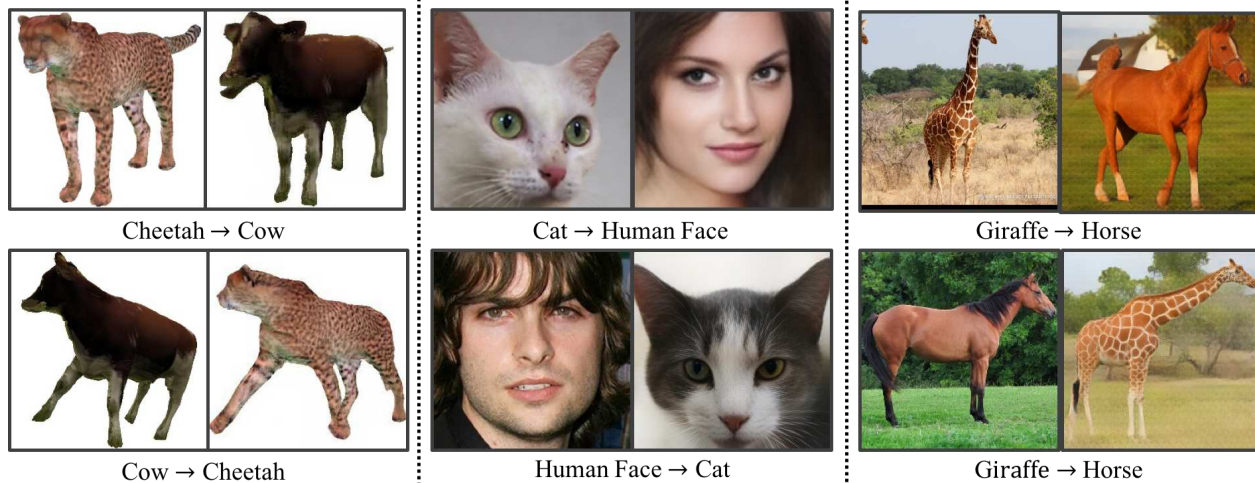 Cheetah → Cow
Cat → Human Face
Giraffe → Horse
Cow → Cheetah
Human Face → Cat
Giraffe → Horse